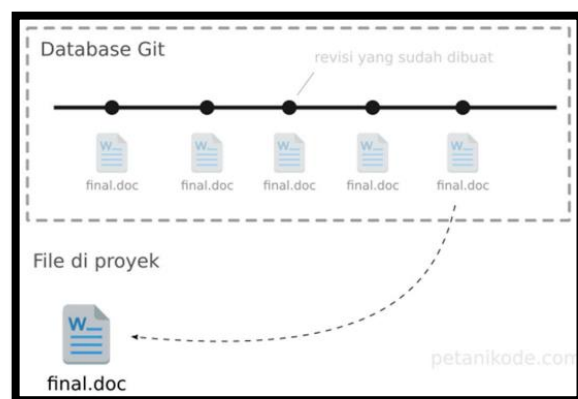 Database Git
revisi yang sudah dibuat
W
W
W
W
W
final.doc
final.doc
final.doc
final.doc
final.doc
File di proyek
W
final.doc
petanikode.com